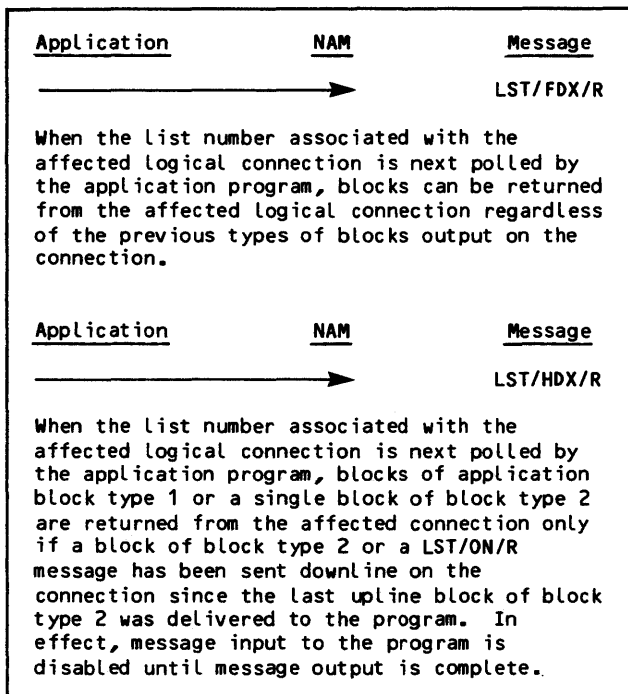 Application NAM Message
LST/FDX/R
When the list number associated with the
affected logical connection is next polled by
the application program, blocks can be returned
from the affected logical connection regardless
of the previous types of blocks output on the
connection.
Application NAM Message
LST/HDX/R
When the list number associated with the
affected logical connection is next polled by
the application program, blocks of application
block type 1 or a single block of block type 2
are returned from the affected connection only
if a block of block type 2 or a LST/ON/R
message has been sent downline on the
connection since the last upline block of block
type 2 was delivered to the program. In
effect, message input to the program is
disabled until message output is complete.